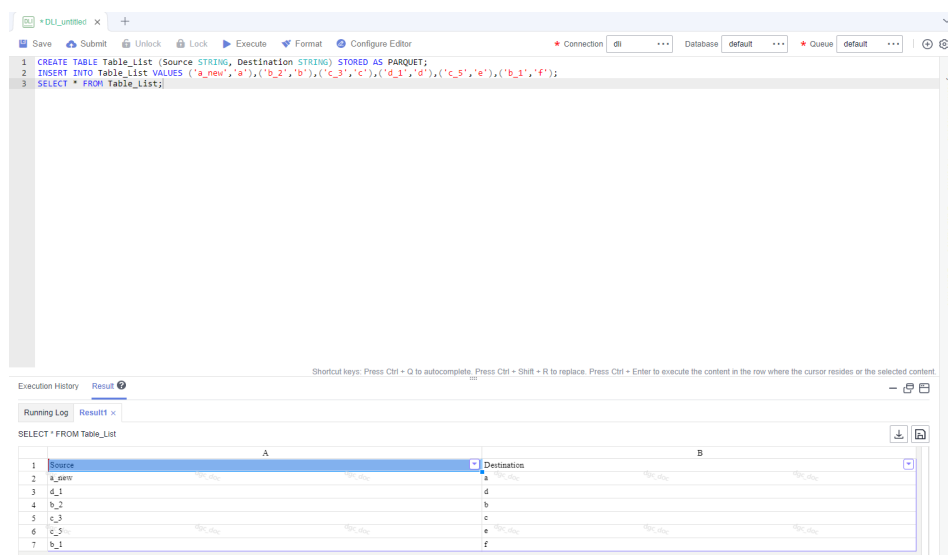 DLI *DLI_untitled × +
Save Submit Unlock Lock Execute Format Configure Editor * Connection dli ... Database default ... * Queue default ...
1 CREATE TABLE Table_List (Source STRING, Destination STRING) STORED AS PARQUET;
2 INSERT INTO Table_List VALUES ('a_new','a'),('b_2','b'),('c_3','c'),('d_1','d'),('c_5','e'),('b_1','f');
3 SELECT * FROM Table_List;
Shortcut keys: Press Ctrl + Q to autocomplete. Press Ctrl + Shift + R to replace. Press Ctrl + Enter to execute the content in the row where the cursor resides or the selected content.
Execution History Result ?
Running Log Result1 ×
SELECT * FROM Table_List
A B
1 Source Destination
2 a_new a
3 d_1 d
4 b_2 b
5 c_3 c
6 c_5 e
7 b_1 f